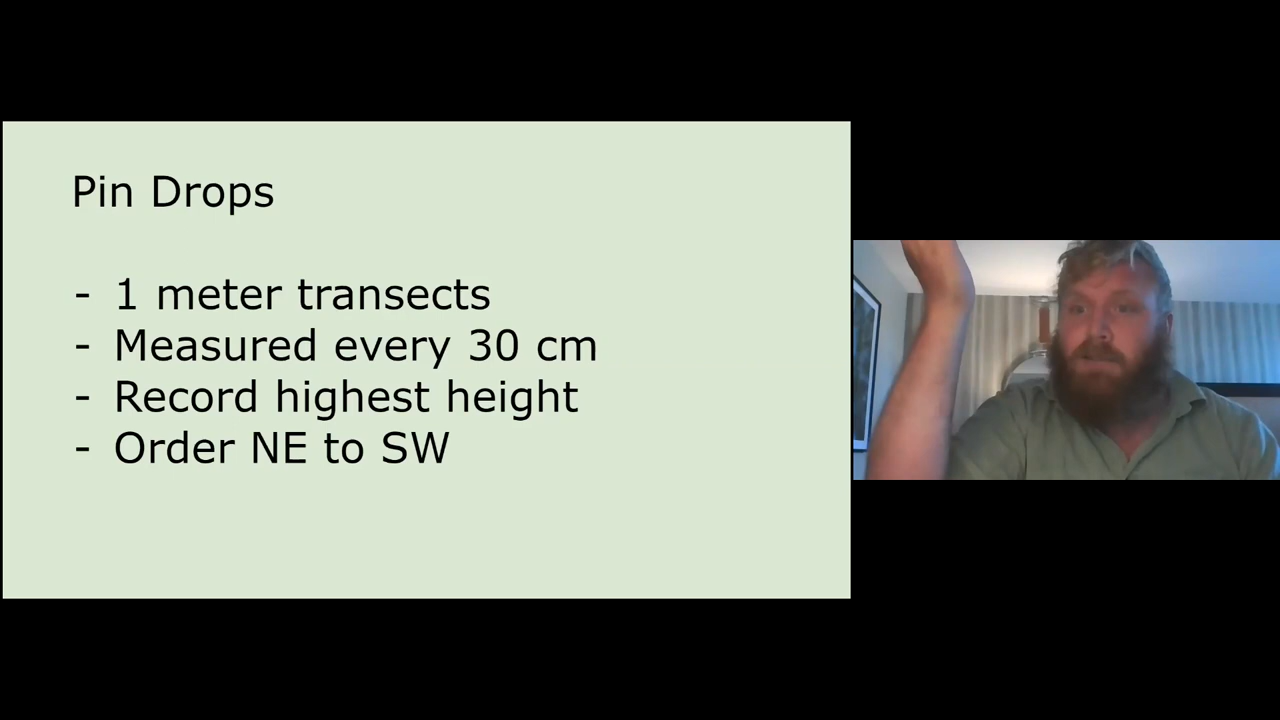 Pin Drops
- 1 meter transects
- Measured every 30 cm
- Record highest height
- Order NE to SW